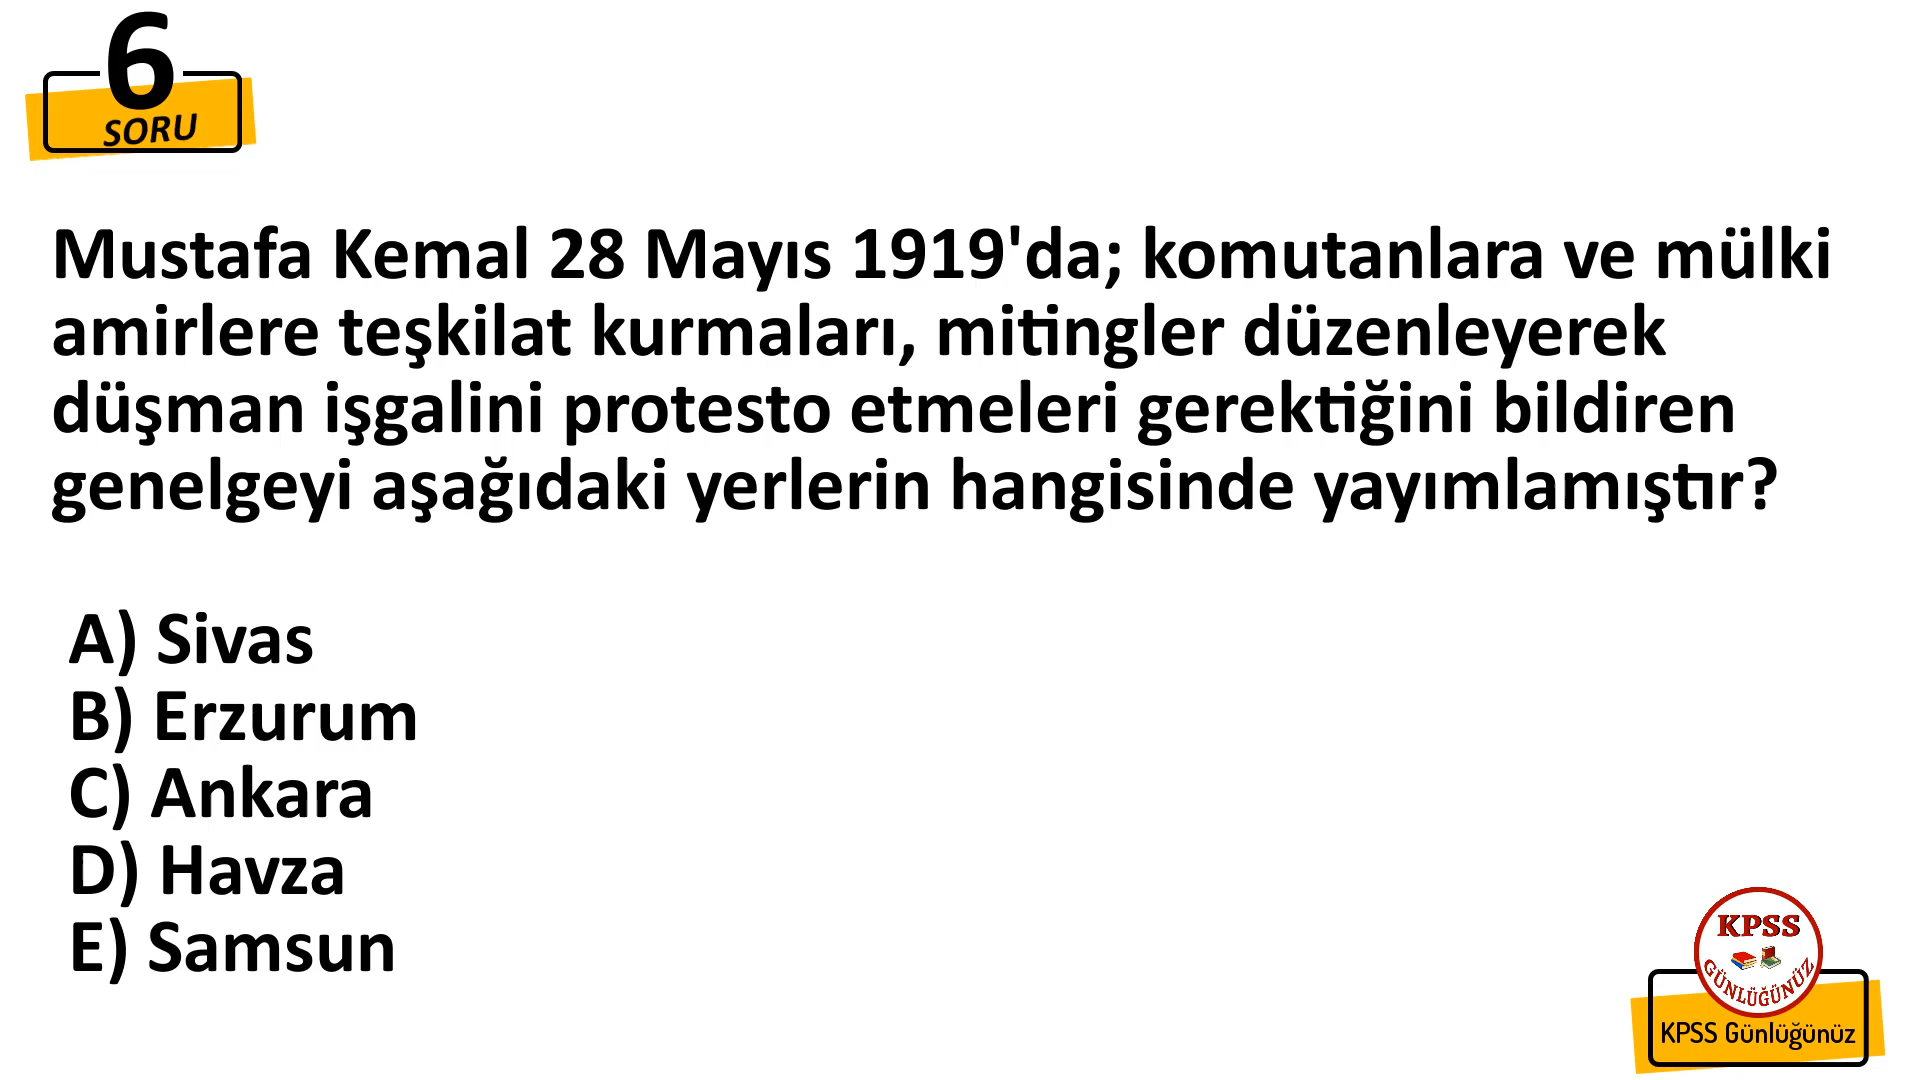 6
SORU
Mustafa Kemal 28 Mayıs 1919'da; komutanlara ve mülki
amirlere teşkilat kurmaları, mitingler düzenleyerek
düşman işgalini protesto etmeleri gerektiğini bildiren
genelgeyi aşağıdaki yerlerin hangisinde yayımlamıştır?
A) Sivas
B) Erzurum
C) Ankara
D) Havza
E) Samsun
KPSS
GÜNLÜĞÜNÜZ
KPSS Günlüğünüz